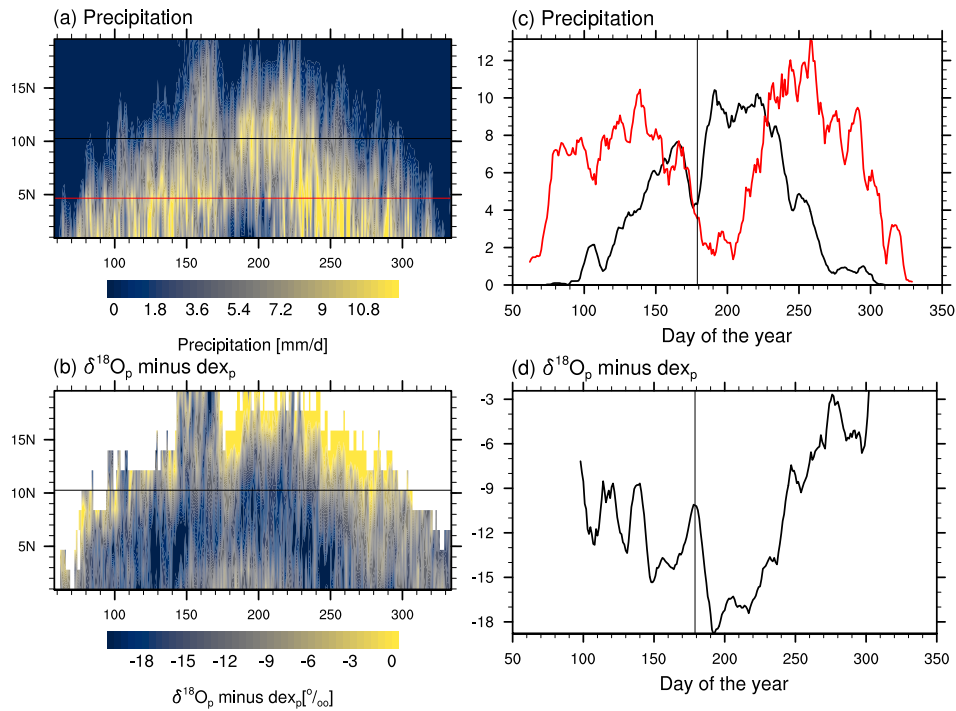 (a) Precipitation
15N
10N
5N
100 150 200 250 300
0 1.8 3.6 5.4 7.2 9 10.8
Precipitation [mm/d]
(b) δ¹⁸Oₚ minus dexₚ
15N
10N
5N
100 150 200 250 300
-18 -15 -12 -9 -6 -3 0
δ¹⁸Oₚ minus dexₚ[°/ₒₒ]
(c) Precipitation
12
10
8
6
4
2
0
50 100 150 200 250 300 350
Day of the year
(d) δ¹⁸Oₚ minus dexₚ
-3
-6
-9
-12
-15
-18
50 100 150 200 250 300 350
Day of the year